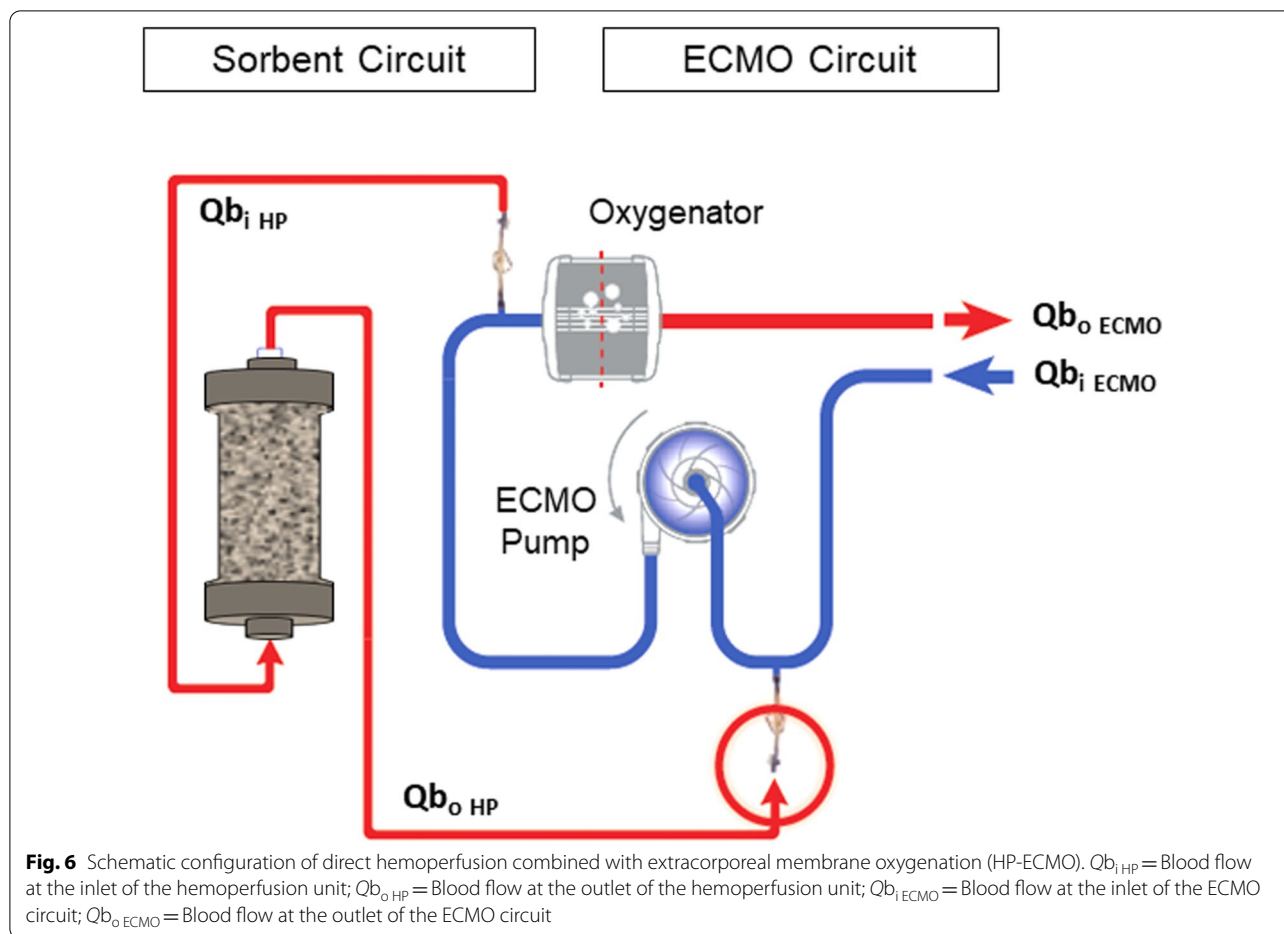 Sorbent Circuit
ECMO Circuit
Qbi HP
Oxygenator
Qbo ECMO
Qbi ECMO
ECMO
Pump
Qbo HP
Fig. 6 Schematic configuration of direct hemoperfusion combined with extracorporeal membrane oxygenation (HP-ECMO). Qbi HP = Blood flow
at the inlet of the hemoperfusion unit; Qbo HP = Blood flow at the outlet of the hemoperfusion unit; Qbi ECMO = Blood flow at the inlet of the ECMO
circuit; Qbo ECMO = Blood flow at the outlet of the ECMO circuit